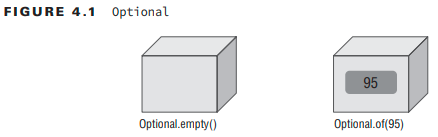 FIGURE 4.1 Optional
95
Optional.empty()
Optional.of(95)